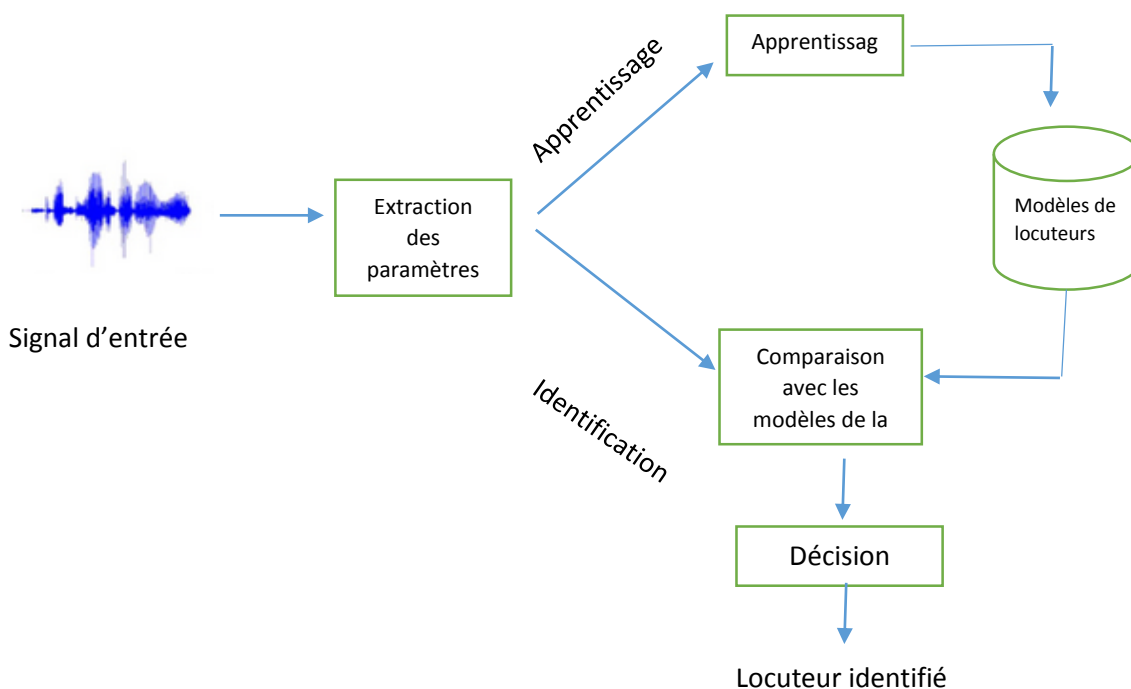 Apprentissag
Apprentissage
Extraction
des
paramètres
Modèles de
locuteurs
Signal d’entrée
Comparaison
avec les
modèles de la
Identification
Décision
Locuteur identifié